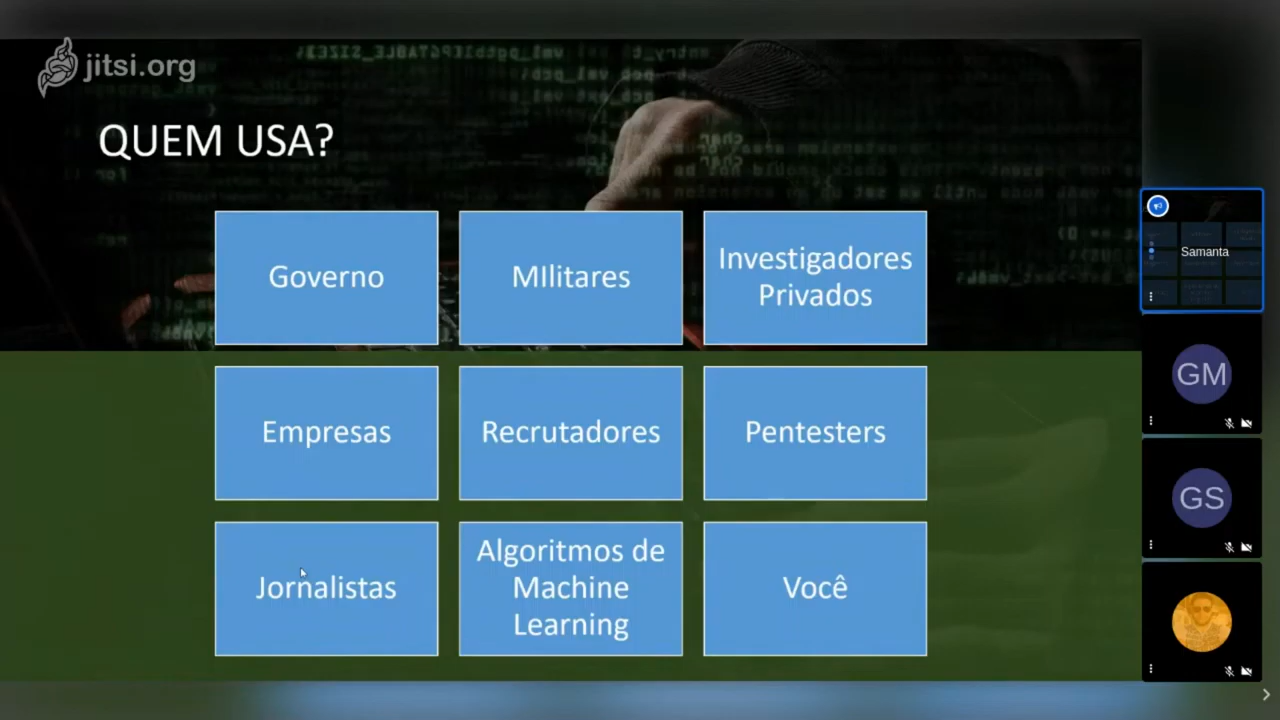 jitsi.org
QUEM USA?
Governo
MIlitares
Investigadores
Privados
Empresas
Recrutadores
Pentesters
Jornalistas
Algoritmos de
Machine
Learning
Você
Samanta
GM
GS